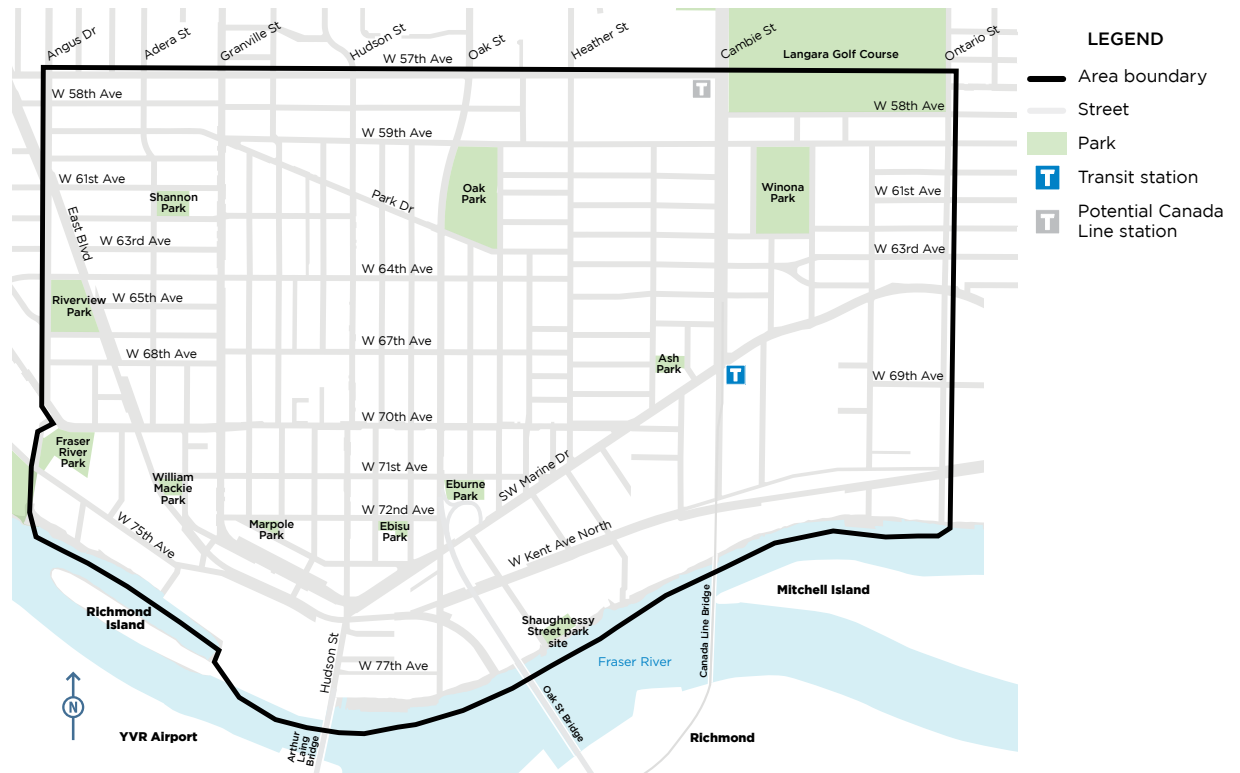 Angus Dr
Adera St
Granville St
Hudson St
Oak St
Heather St
Cambie St
Ontario St
W 57th Ave
Langara Golf Course
W 58th Ave
W 58th Ave
W 59th Ave
W 61st Ave
Shannon
Park
Park Dr
Oak
Park
Winona
Park
W 61st Ave
East Blvd
W 63rd Ave
W 63rd Ave
W 64th Ave
Riverview
Park
W 65th Ave
W 67th Ave
W 68th Ave
Ash
Park
T
T
W 69th Ave
W 70th Ave
Fraser
River
Park
W 71st Ave
William
Mackie
Park
Eburne
Park
SW Marine Dr
W 72nd Ave
W 75th Ave
Marpole
Park
Ebisu
Park
W Kent Ave North
Richmond
Island
Mitchell Island
Shaughnessy
Street park
site
Canada Line Bridge
Hudson St
W 77th Ave
Fraser River
Oak St Bridge
N
YVR Airport
Arthur
Laing
Bridge
Richmond
LEGEND
Area boundary
Street
Park
T
Transit station
T
Potential Canada
Line station